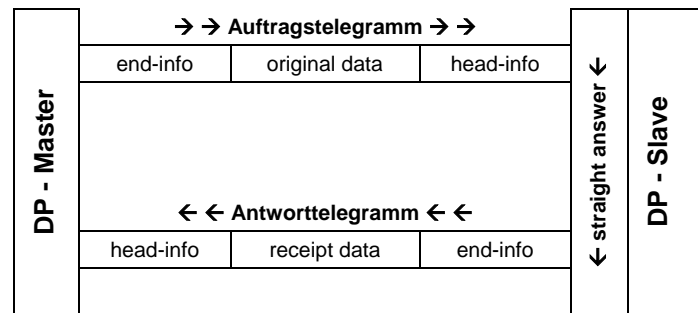 → → Auftragstelegramm → →
end-info original data head-info
DP - Master
← straight answer ←
DP - Slave
← ← Antworttelegramm ← ←
head-info receipt data end-info